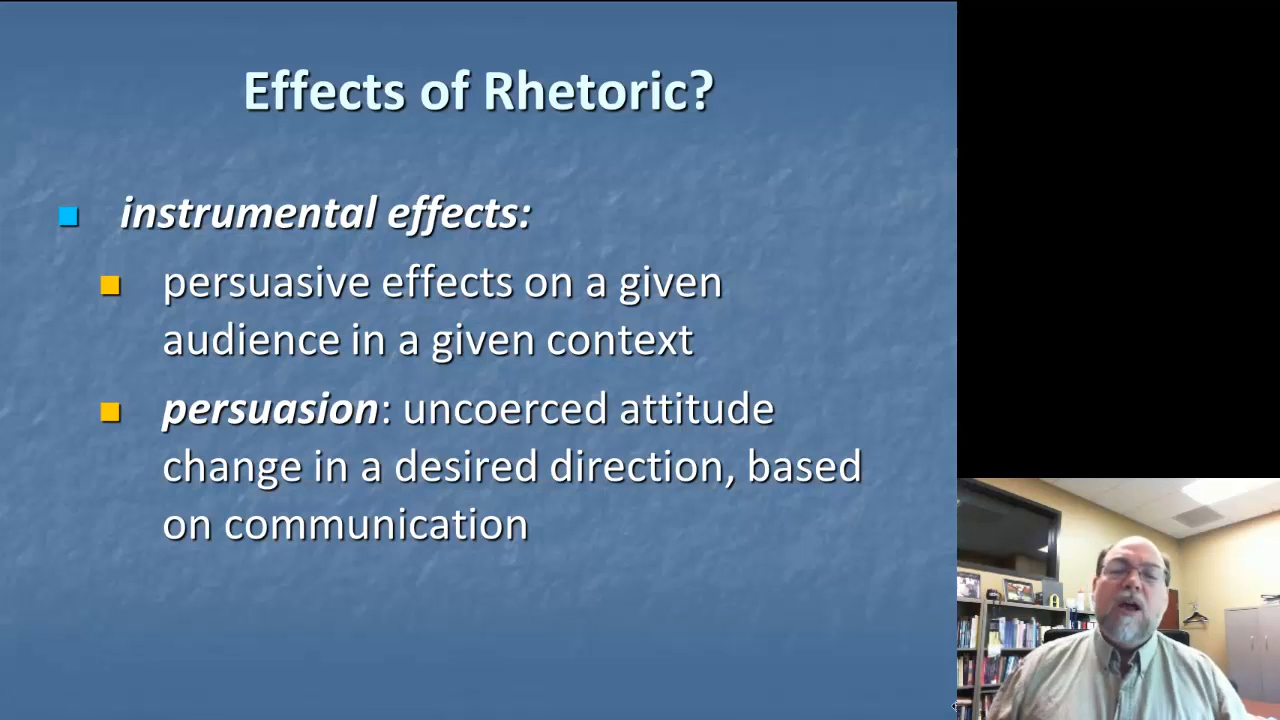 Effects of Rhetoric?
instrumental effects:
persuasive effects on a given
audience in a given context
persuasion: uncoerced attitude
change in a desired direction, based
on communication